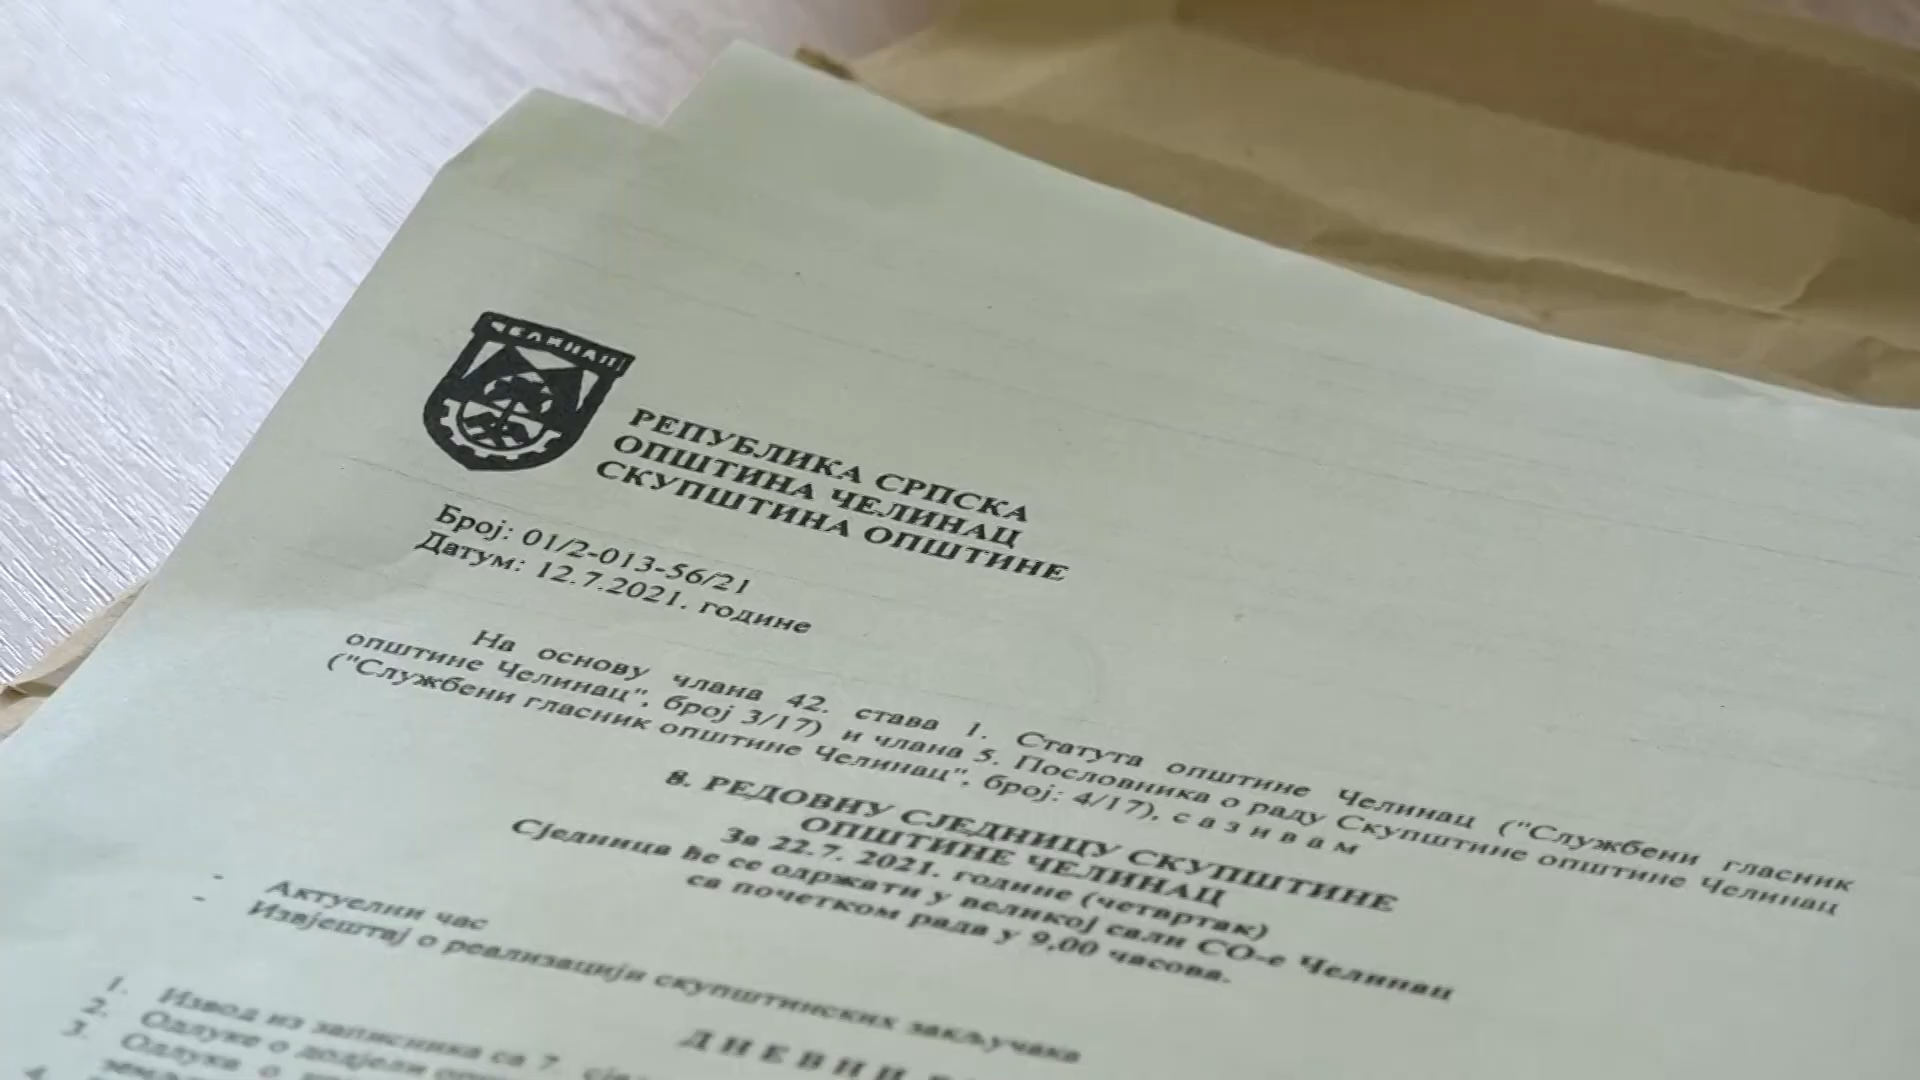 ЧЕЛИНАЦ
РЕПУБЛИКА СРПСКА
ОПШТИНА ЧЕЛИНАЦ
СКУПШТИНА ОПШТИНЕ
Број: 01/2-013-56/21
Датум: 12.7.2021. године
На основу члана 42. става 1. Статута општине Челинац ("Службени гласник
општине Челинац", број 3/17) и члана 5. Пословника о раду Скупштине општине Челинац
("Службени гласник општине Челинац", број: 4/17), с а з и в а м
8. РЕДОВНУ СЈЕДНИЦУ СКУПШТИНЕ
ОПШТИНЕ ЧЕЛИНАЦ
За 22.7. 2021. године (четвртак)
Сједница ће се одржати у великој сали СО-е Челинац
са почетком рада у 9,00 часова.
- Актуелни час
- Извјештај о реализацији скупштинских закључака
Д Н Е В Н И
1. Извод из записника са 7
2. Одлуке о додјели
3. Одлука о
4.